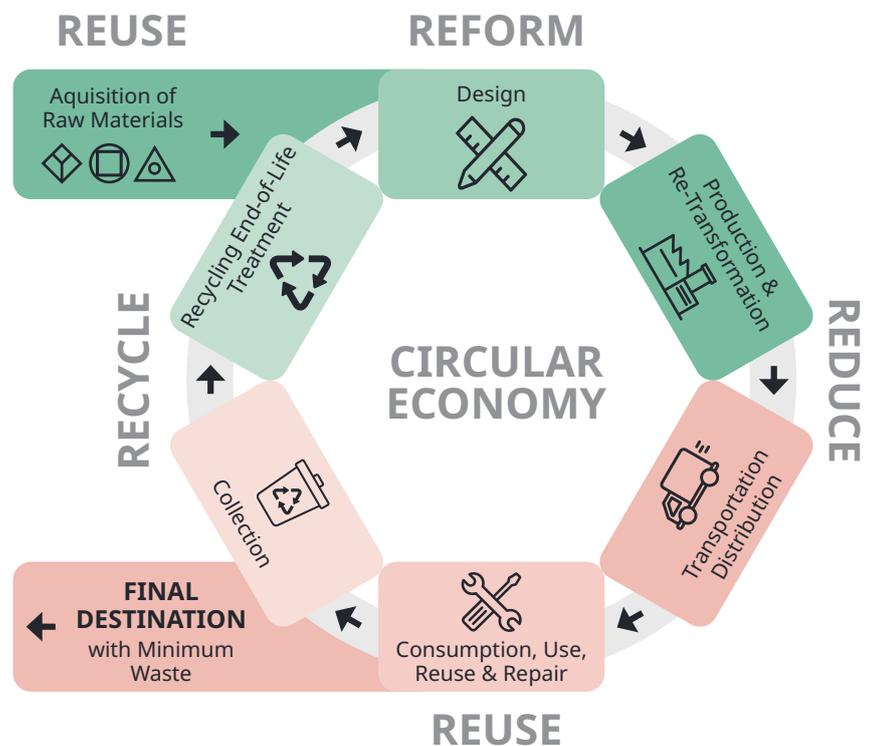 REUSE
REFORM
Aquisition of
Raw Materials
Design
Recycling End-of-Life
Treatment
Production &
Re-Transformation
CIRCULAR
ECONOMY
RECYCLE
REDUCE
Collection
Transportation
Distribution
FINAL
DESTINATION
with Minimum
Waste
Consumption, Use,
Reuse & Repair
REUSE